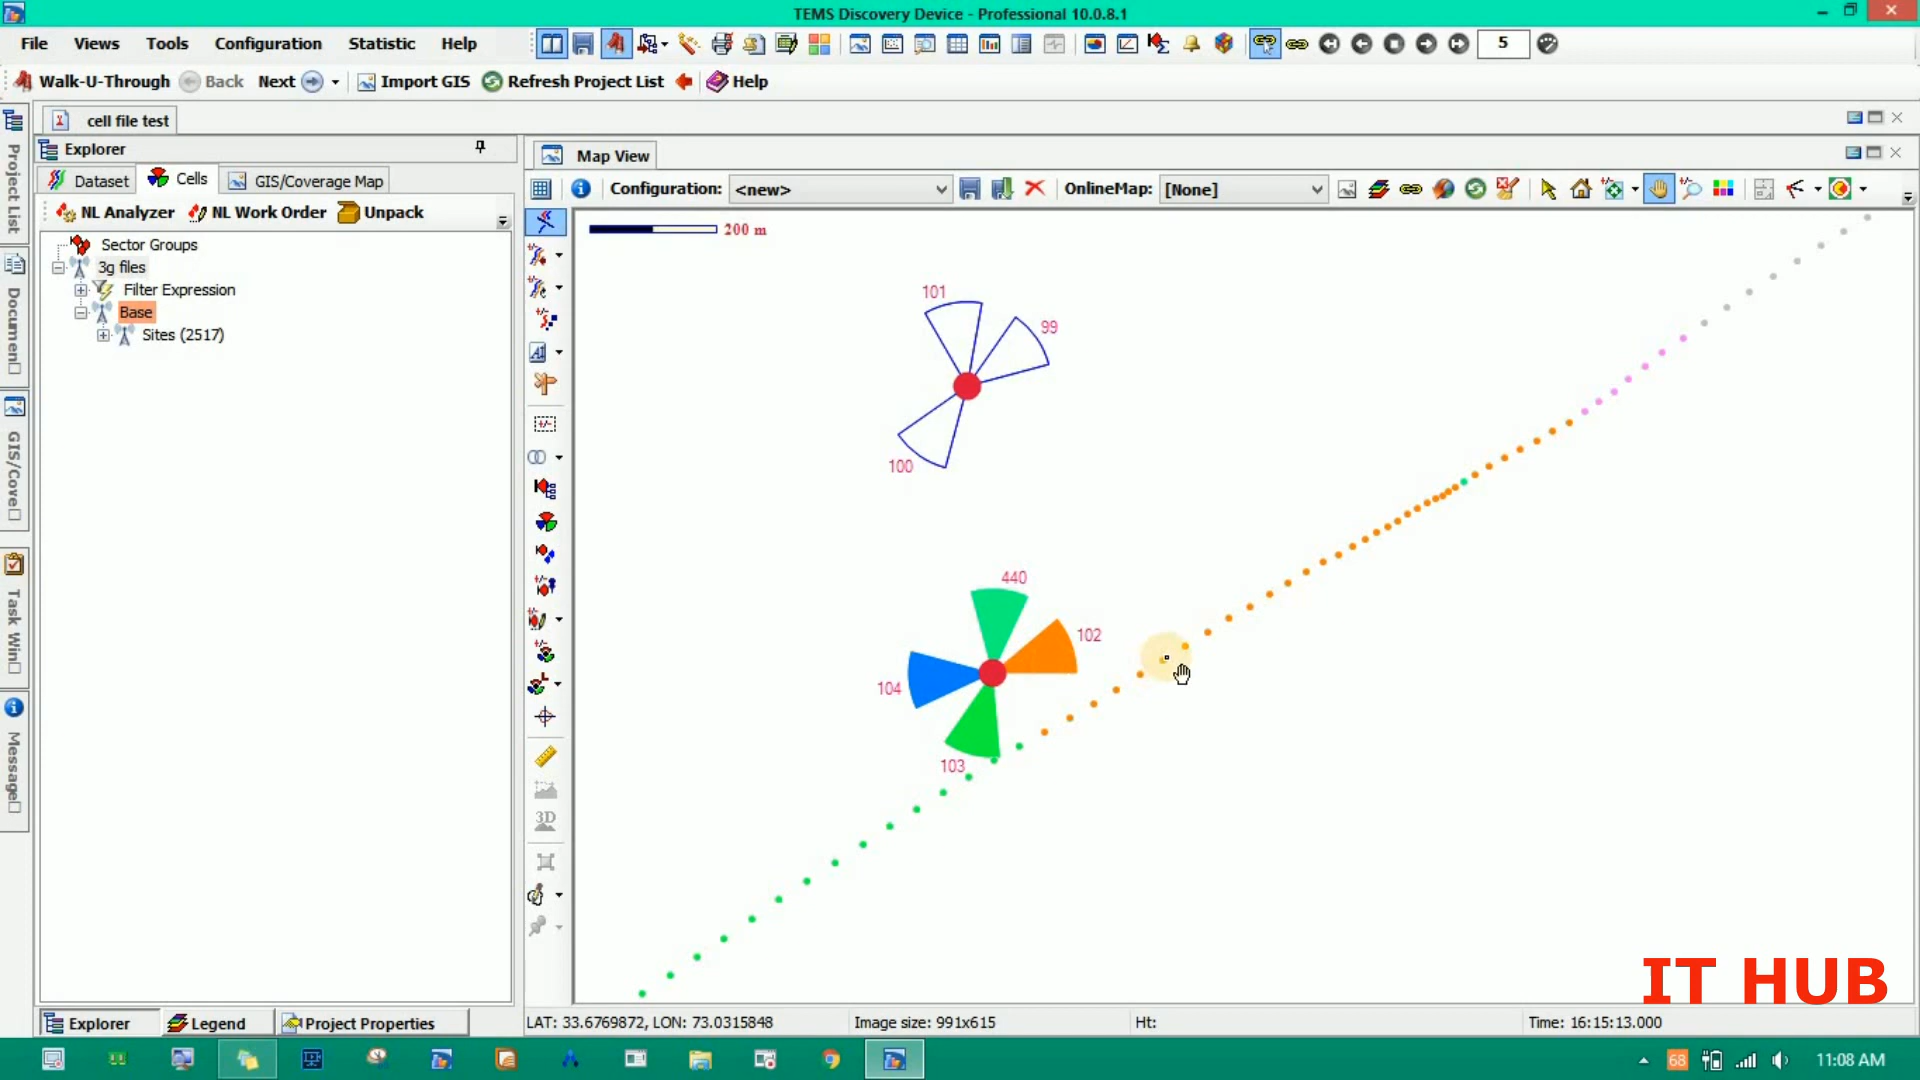 TEMS Discovery Device - Professional 10.0.8.1
File Views Tools Configuration Statistic Help 5
Walk-U-Through Back Next Import GIS Refresh Project List Help
cell file test
Explorer
Map View
Dataset Cells GIS/Coverage Map
Configuration: <new> OnlineMap: [None]
NL Analyzer NL Work Order Unpack
200 m
Sector Groups
3g files
Filter Expression
Base
Sites (2517)
Project List
Document
GIS/Cove
Task Win
Message
101
99
100
440
102
104
103
3D
IT HUB
Explorer Legend Project Properties
LAT: 33.6769872, LON: 73.0315848 Image size: 991x615 Ht: Time: 16:15:13.000
68 11:08 AM